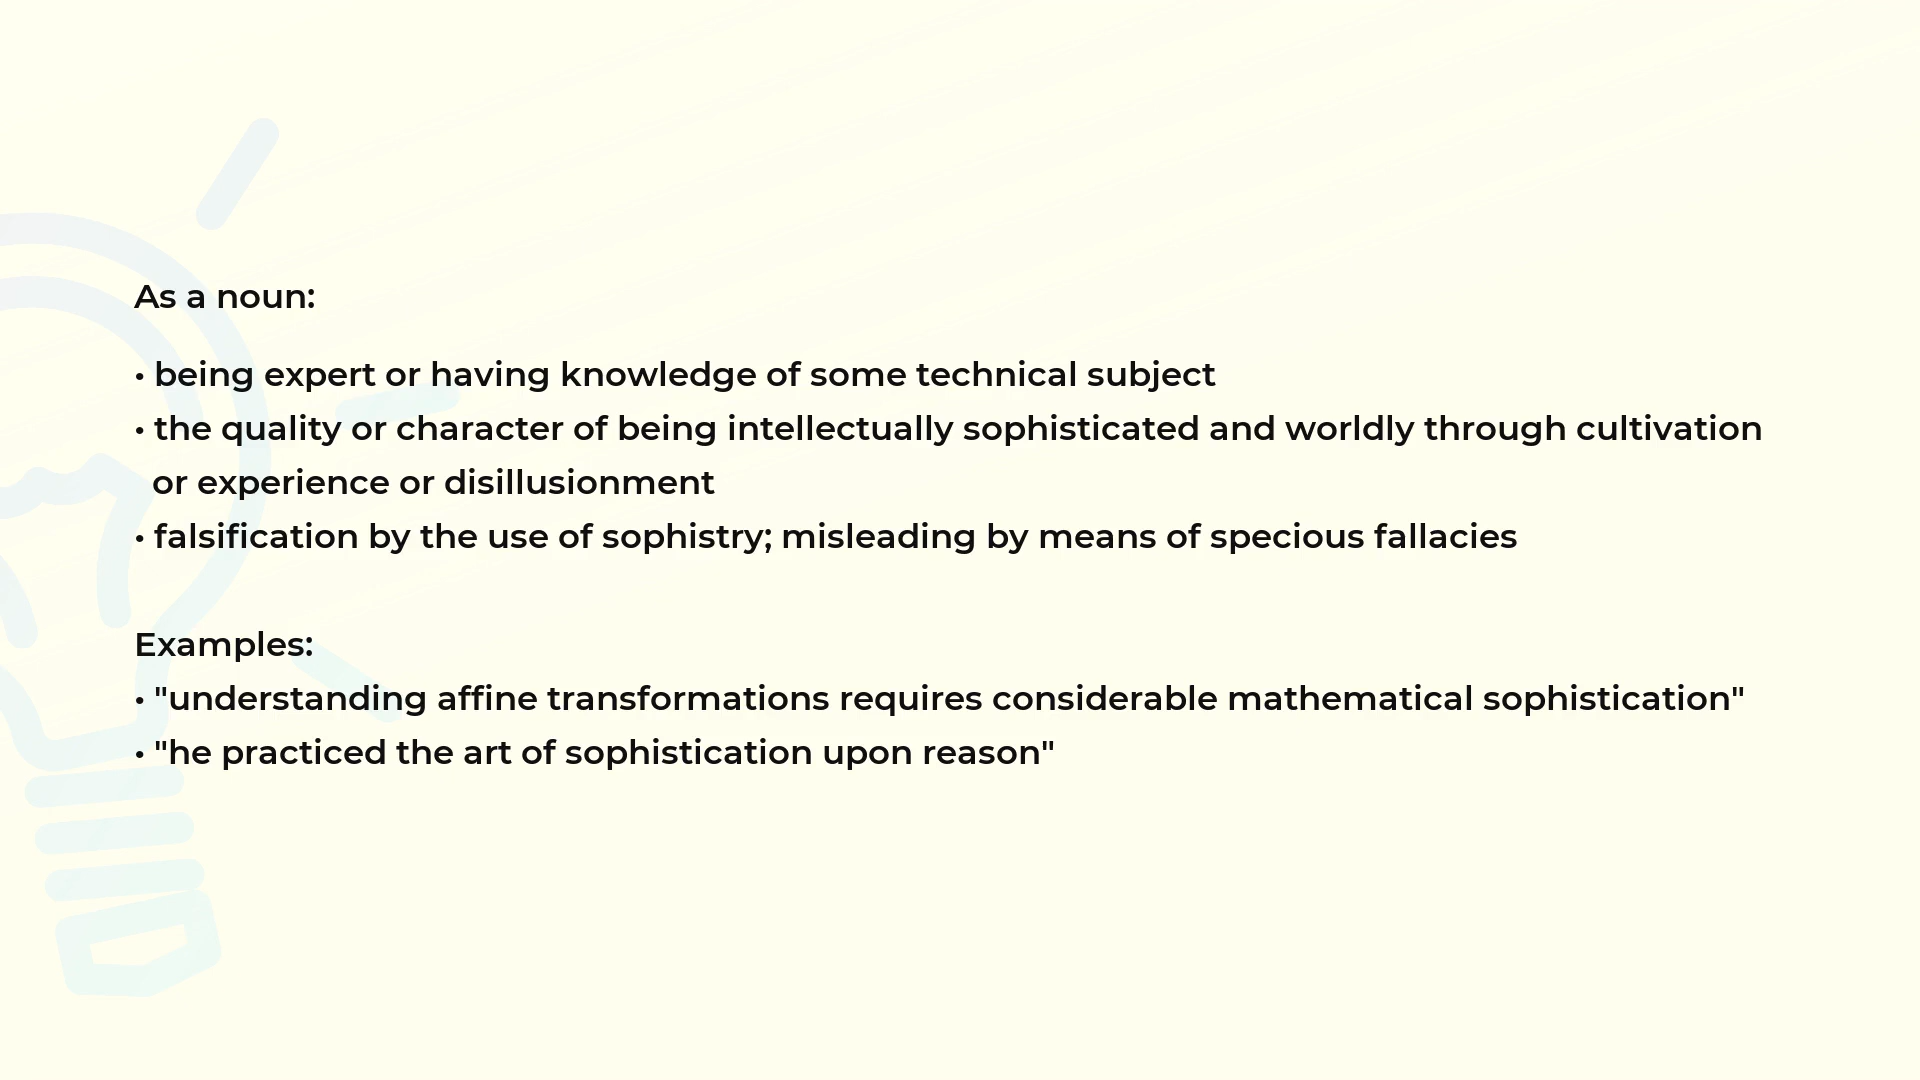 As a noun:
• being expert or having knowledge of some technical subject
• the quality or character of being intellectually sophisticated and worldly through cultivation
or experience or disillusionment
• falsification by the use of sophistry; misleading by means of specious fallacies
Examples:
• "understanding affine transformations requires considerable mathematical sophistication"
• "he practiced the art of sophistication upon reason"